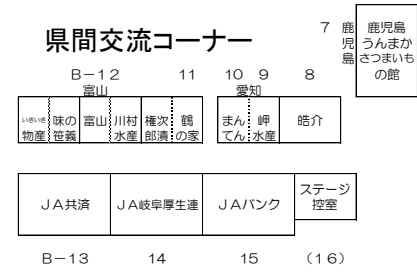 県間交流コーナー
7 鹿児島
鹿児島
うんまか
さつまいも
の館
B-12 11 10 9 8
富山 愛知
いきいき 味の 富山 川村 権次 鶴 まん 岬 皓介
物産 笹義 水産 郎漬 の家 てん 水産
JA共済 JA岐阜厚生連 JAバンク ステージ
控室
B-13 14 15 (16)